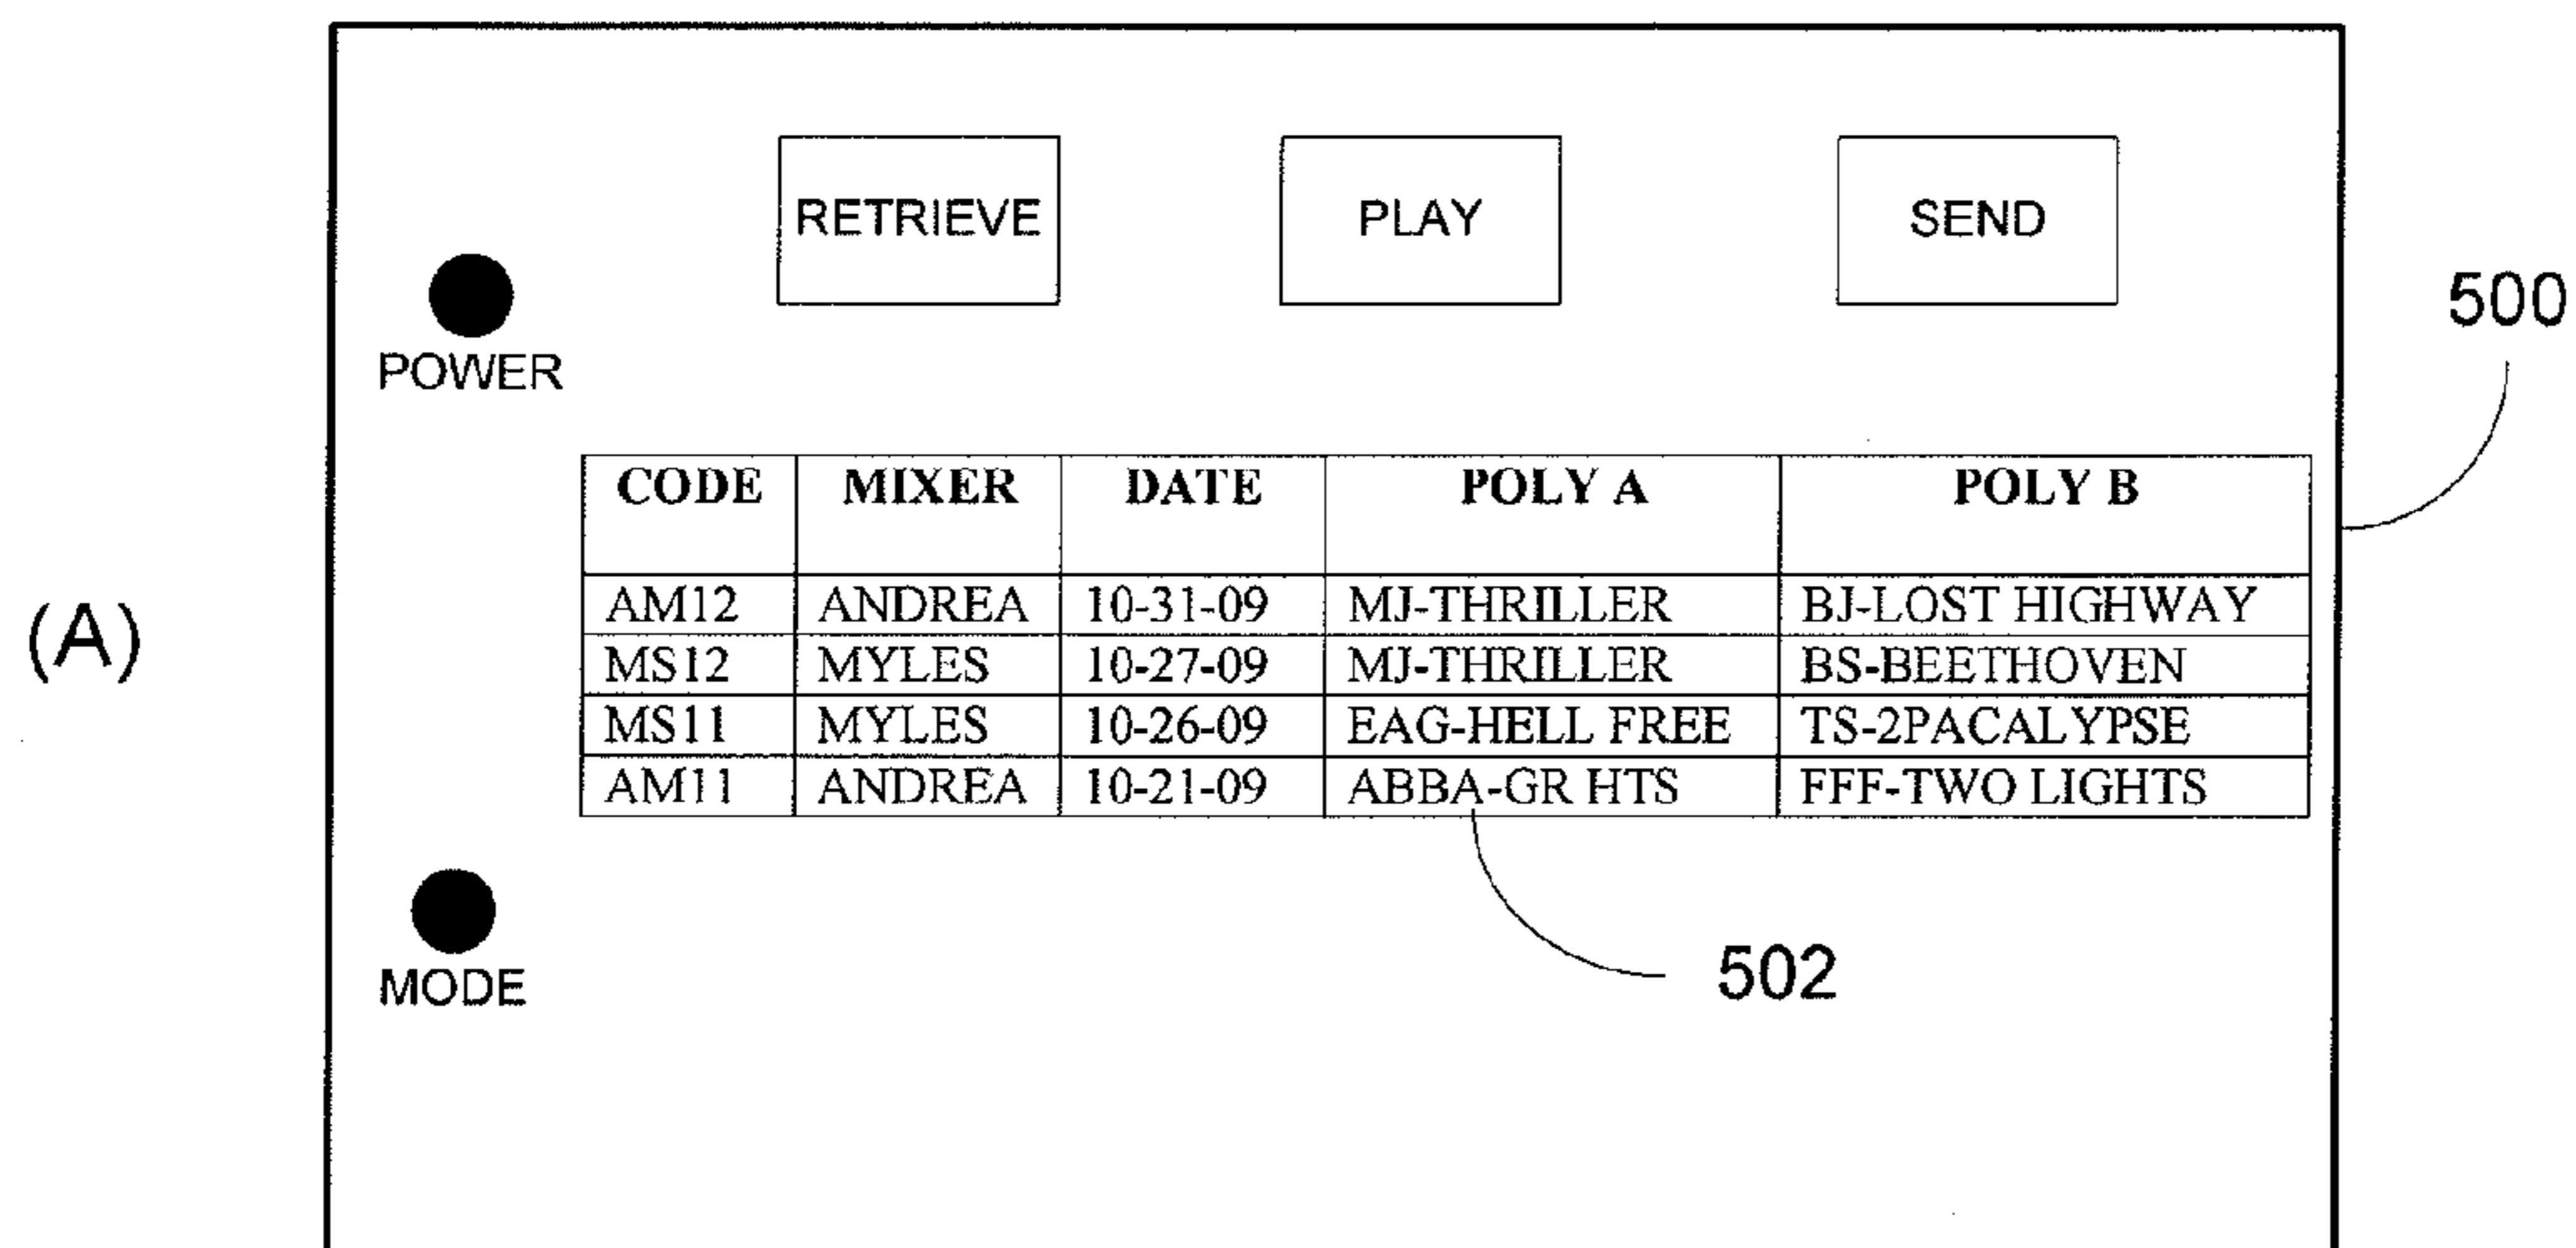 RETRIEVE PLAY SEND
500
POWER
CODE MIXER DATE POLY A POLY B
AM12 ANDREA 10-31-09 MJ-THRILLER BJ-LOST HIGHWAY
(A)
MS12 MYLES 10-27-09 MJ-THRILLER BS-BEETHOVEN
MS11 MYLES 10-26-09 EAG-HELL FREE TS-2PACALYPSE
AM11 ANDREA 10-21-09 ABBA-GR HTS FFF-TWO LIGHTS
MODE
502